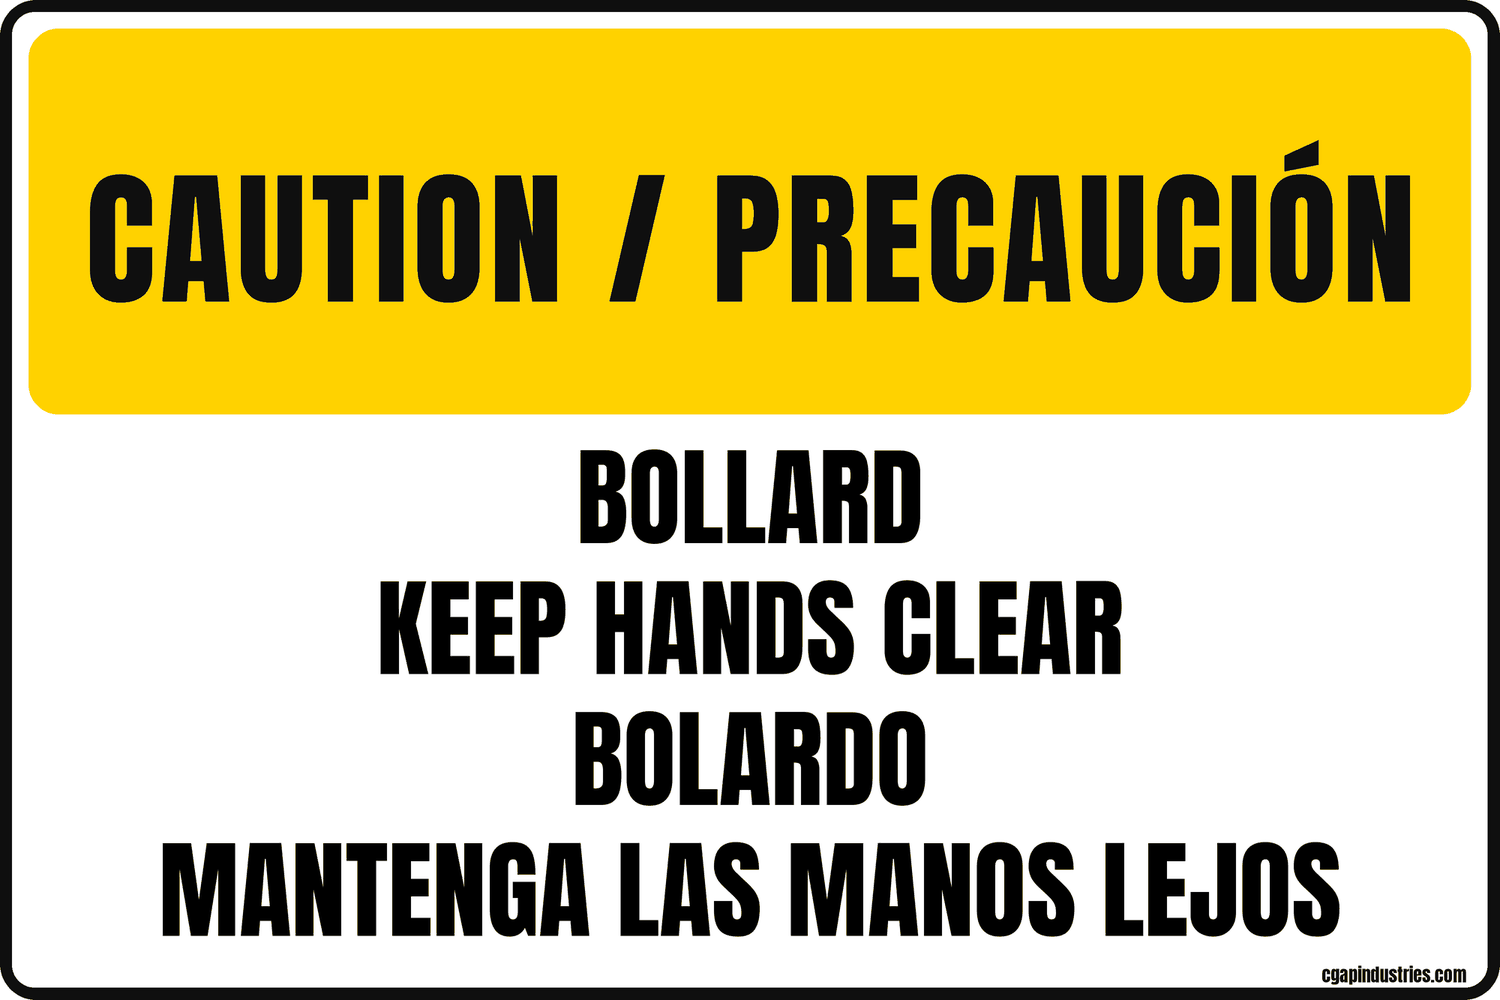 CAUTION / PRECAUCIÓN
BOLLARD
KEEP HANDS CLEAR
BOLARDO
MANTENGA LAS MANOS LEJOS
cgapindustries.com